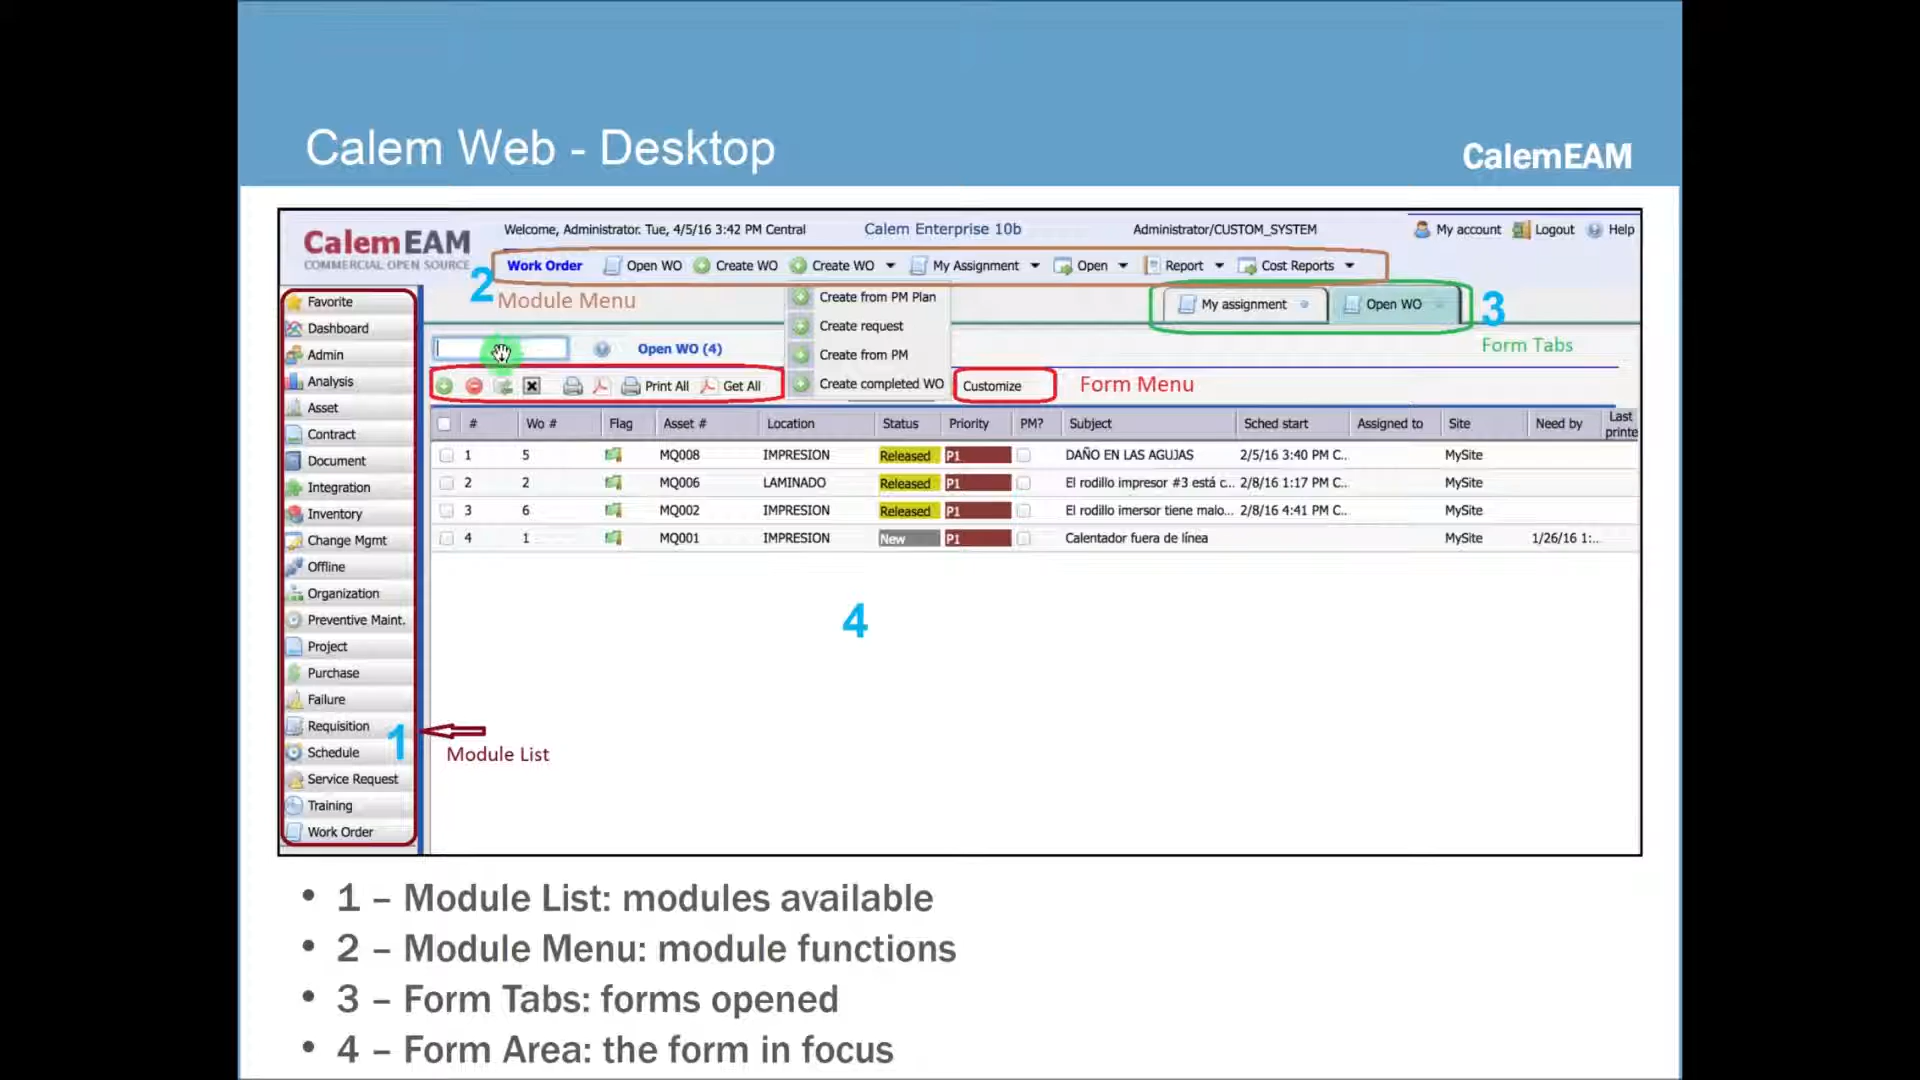 Calem Web - Desktop
CalemEAM
CalemEAM
COMMERCIAL OPEN SOURCE
Welcome, Administrator. Tue, 4/5/16 3:42 PM Central
Calem Enterprise 10b
Administrator/CUSTOM_SYSTEM
My account Logout Help
2
Work Order Open WO Create WO Create WO My Assignment Open Report Cost Reports
Module Menu
Create from PM Plan
Create request
Create from PM
Create completed WO
My assignment Open WO
3
Form Tabs
Open WO (4)
Print All Get All
Customize
Form Menu
# Wo # Flag Asset # Location Status Priority PM? Subject Sched start Assigned to Site Need by Last printe
1 5 MQ008 IMPRESION Released P1 DAÑO EN LAS AGUJAS 2/5/16 3:40 PM C.. MySite
2 2 MQ006 LAMINADO Released P1 El rodillo impresor #3 está c... 2/8/16 1:17 PM C.. MySite
3 6 MQ002 IMPRESION Released P1 El rodillo imersor tiene malo... 2/8/16 4:41 PM C.. MySite
4 1 MQ001 IMPRESION New P1 Calentador fuera de línea MySite 1/26/16 1:..
4
Favorite
Dashboard
Admin
Analysis
Asset
Contract
Document
Integration
Inventory
Change Mgmt
Offline
Organization
Preventive Maint.
Project
Purchase
Failure
Requisition
Schedule
Service Request
Training
Work Order
1
Module List
• 1 – Module List: modules available
• 2 – Module Menu: module functions
• 3 – Form Tabs: forms opened
• 4 – Form Area: the form in focus